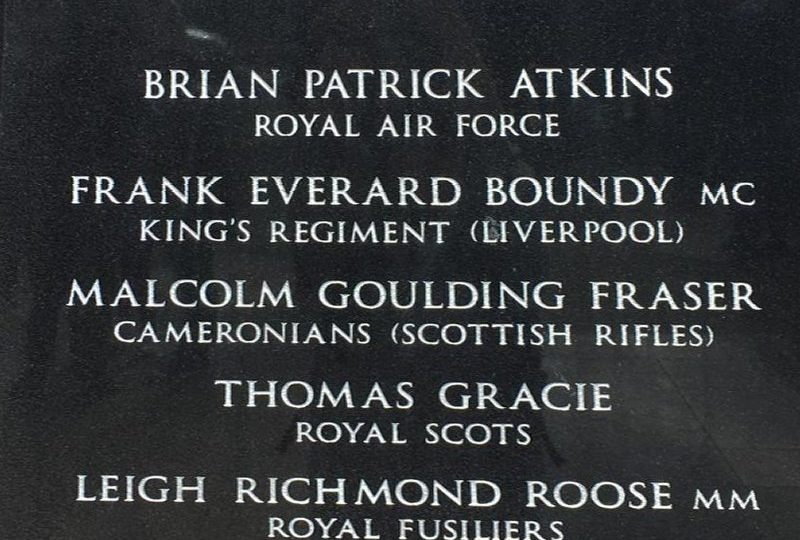 BRIAN PATRICK ATKINS
ROYAL AIR FORCE
FRANK EVERARD BOUNDY MC
KING'S REGIMENT (LIVERPOOL)
MALCOLM GOULDING FRASER
CAMERONIANS (SCOTTISH RIFLES)
THOMAS GRACIE
ROYAL SCOTS
LEIGH RICHMOND ROOSE MM
ROYAL FUSILIERS